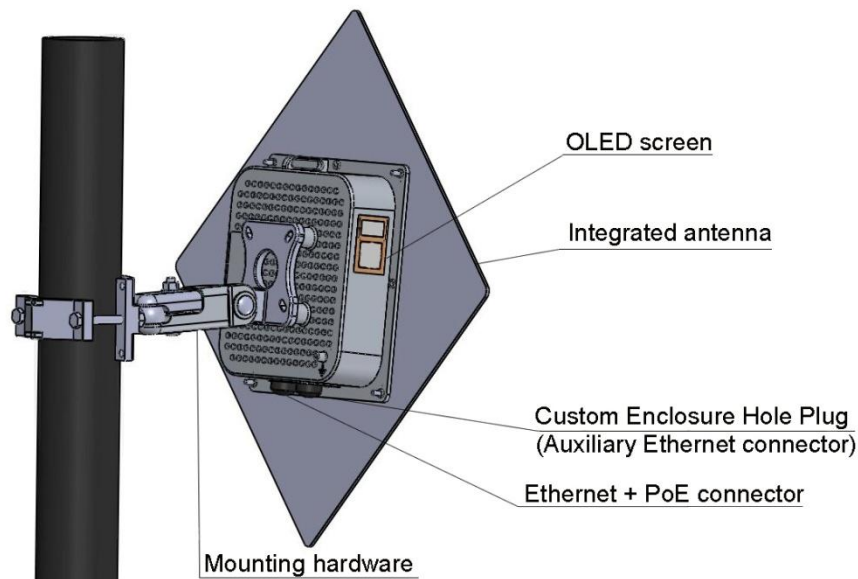 OLED screen
Integrated antenna
Custom Enclosure Hole Plug
(Auxiliary Ethernet connector)
Ethernet + PoE connector
Mounting hardware